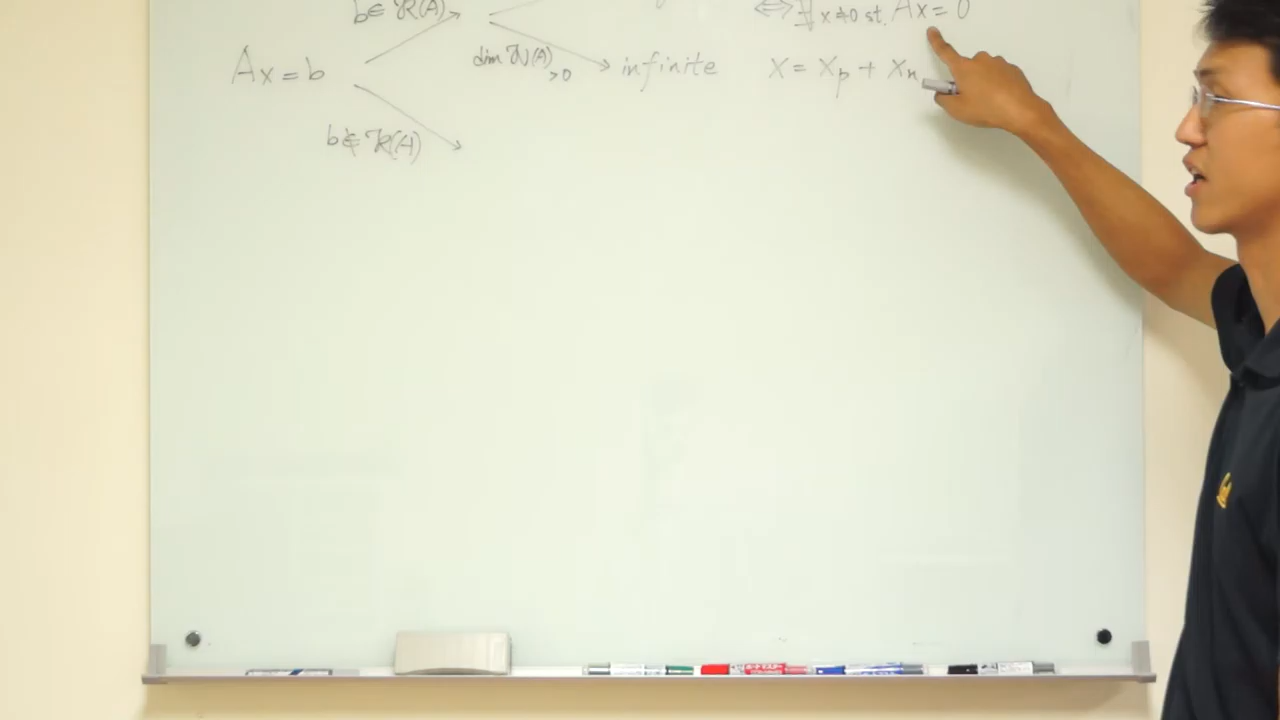 b∈ R(A)
⇔ ∄ x≠0 st. Ax = 0
Ax = b
dim N(A) >0
infinite
x = xp + xn
b∉ R(A)